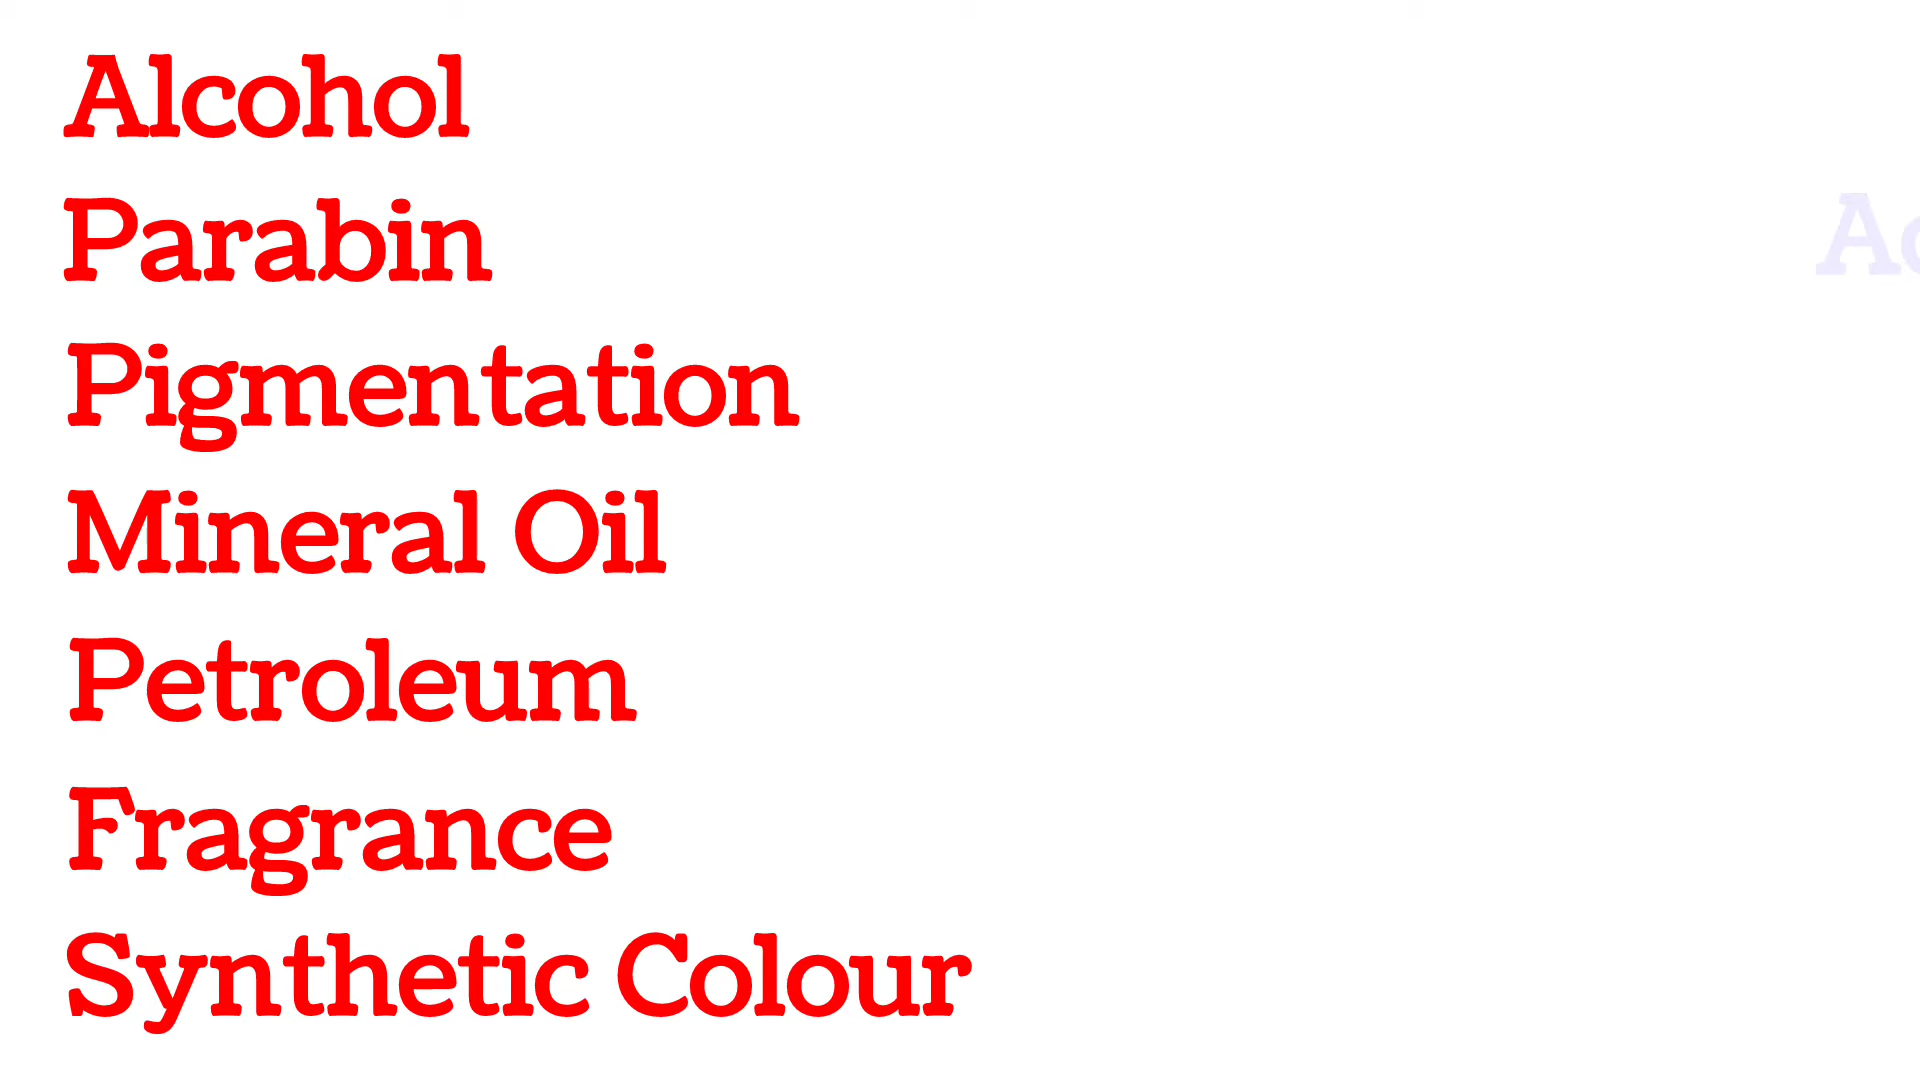 Alcohol
Parabin
Pigmentation
Mineral Oil
Petroleum
Fragrance
Synthetic Colour